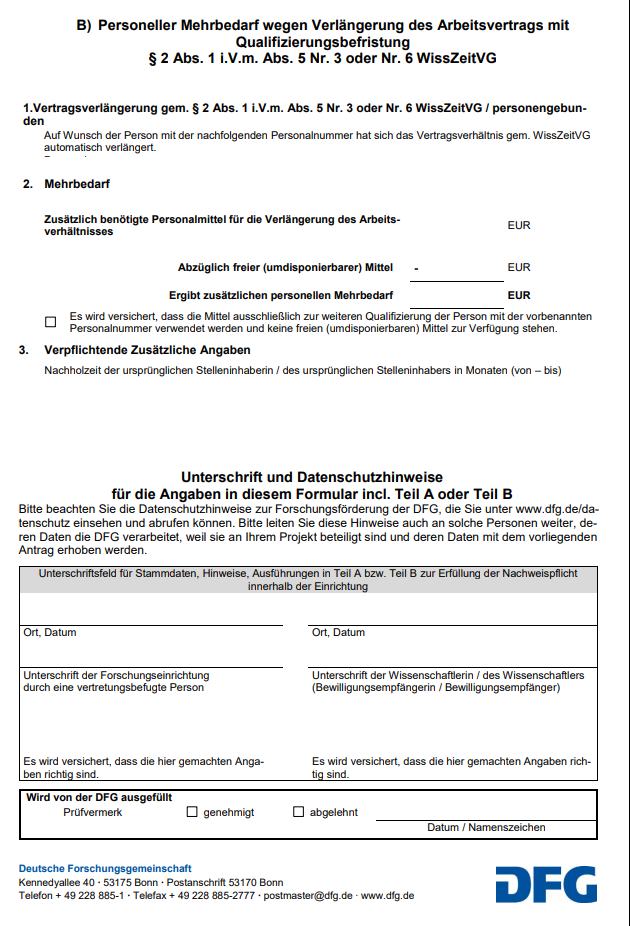 B) Personeller Mehrbedarf wegen Verlängerung des Arbeitsvertrags mit
Qualifizierungsbefristung
§ 2 Abs. 1 i.V.m. Abs. 5 Nr. 3 oder Nr. 6 WissZeitVG
1.Vertragsverlängerung gem. § 2 Abs. 1 i.V.m. Abs. 5 Nr. 3 oder Nr. 6 WissZeitVG / personengebun-
den
Auf Wunsch der Person mit der nachfolgenden Personalnummer hat sich das Vertragsverhältnis gem. WissZeitVG
automatisch verlängert.
2. Mehrbedarf
Zusätzlich benötigte Personalmittel für die Verlängerung des Arbeits-
verhältnisses EUR
Abzüglich freier (umdisponierbarer) Mittel - EUR
Ergibt zusätzlichen personellen Mehrbedarf EUR
Es wird versichert, dass die Mittel ausschließlich zur weiteren Qualifizierung der Person mit der vorbenannten
Personalnummer verwendet werden und keine freien (umdisponierbaren) Mittel zur Verfügung stehen.
3. Verpflichtende Zusätzliche Angaben
Nachholzeit der ursprünglichen Stelleninhaberin / des ursprünglichen Stelleninhabers in Monaten (von – bis)
Unterschrift und Datenschutzhinweise
für die Angaben in diesem Formular incl. Teil A oder Teil B
Bitte beachten Sie die Datenschutzhinweise zur Forschungsförderung der DFG, die Sie unter www.dfg.de/da-
tenschutz einsehen und abrufen können. Bitte leiten Sie diese Hinweise auch an solche Personen weiter, de-
ren Daten die DFG verarbeitet, weil sie an Ihrem Projekt beteiligt sind und deren Daten mit dem vorliegenden
Antrag erhoben werden.
Unterschriftsfeld für Stammdaten, Hinweise, Ausführungen in Teil A bzw. Teil B zur Erfüllung der Nachweispflicht
innerhalb der Einrichtung
Ort, Datum Ort, Datum
Unterschrift der Forschungseinrichtung Unterschrift der Wissenschaftlerin / des Wissenschaftlers
durch eine vertretungsbefugte Person (Bewilligungsempfängerin / Bewilligungsempfänger)
Es wird versichert, dass die hier gemachten Anga- Es wird versichert, dass die hier gemachten Angaben rich-
ben richtig sind. tig sind.
Wird von der DFG ausgefüllt
Prüfvermerk genehmigt abgelehnt
Datum / Namenszeichen
Deutsche Forschungsgemeinschaft
Kennedyallee 40 · 53175 Bonn · Postanschrift 53170 Bonn
Telefon + 49 228 885-1 · Telefax + 49 228 885-2777 · postmaster@dfg.de · www.dfg.de
DFG